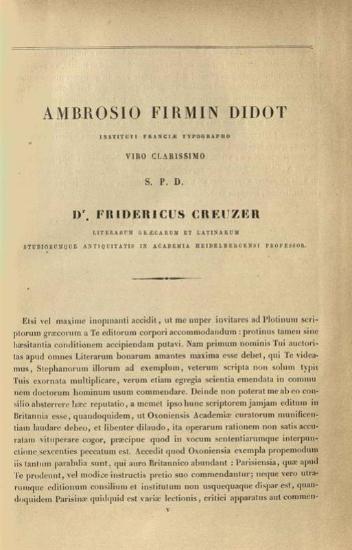 AMBROSIO FIRMIN DIDOT
INSTITUTI FRANCIÆ TYPOGRAPHO
VIRO CLARISSIMO
S. P. D.
Dr. FRIDERICUS CREUZER
LITERARUM GRÆCARUM ET LATINARUM
STUDIORUMQUE ANTIQUITATIS IN ACADEMIA HEIDELBERGENSI PROFESSOR.
Etsi vel maxime inopinanti accidit, ut me nuper invitares ad Plotinum scri-
ptorum græcorum a Te editorum corpori accommodandum : protinus tamen sine
hæsitantia conditionem accipiendam putavi. Nam primum nominis Tui auctori-
tas apud omnes Literarum bonarum amantes maxima esse debet, qui Te videa-
mus, Stephanorum illorum ad exemplum, veterum scripta non solum typis
Tuis exornata multiplicare, verum etiam egregia scientia emendata in comu
nem doctorum hominum usum commendare. Deinde non poterat me ab eo con-
silio absterrere hæc reputatio, a memet ipso hunc scriptorem jamjam editum in
Britannia esse, quandoquidem, ut Oxoniensis Academiæ curatorum munificen-
tiam laudare debeo, et libenter dilaudo, ita operarum rationem non satis accu-
ratam vituperare cogor, præcipue quod in vocum sententiarumque interpun-
ctione sexcenties peccatum est. Accedit quod Oxoniensia exempla propemodum
iis tantum parabilia sunt, qui auro Britannico abundant : Parisiensia, quæ apud
Te prodeunt, vel modicæ instructis pretio suo commendantur; neque vero utra-
rumque editionum consilium et institutum non usquequaque dispar est, quan-
doquidem Parisinæ quidquid est variæ lectionis, critici apparatus aut commen-
v